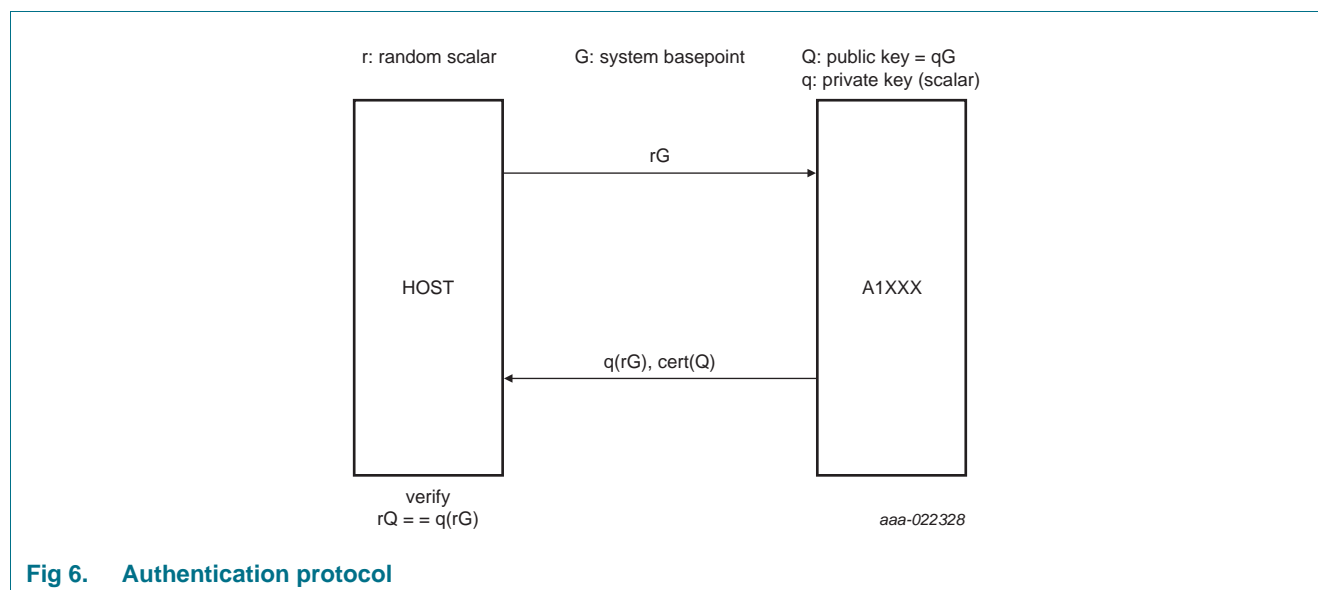 r: random scalar
G: system basepoint
Q: public key = qG
q: private key (scalar)
rG
HOST
A1XXX
q(rG), cert(Q)
verify
rQ = = q(rG)
aaa-022328
Fig 6. Authentication protocol